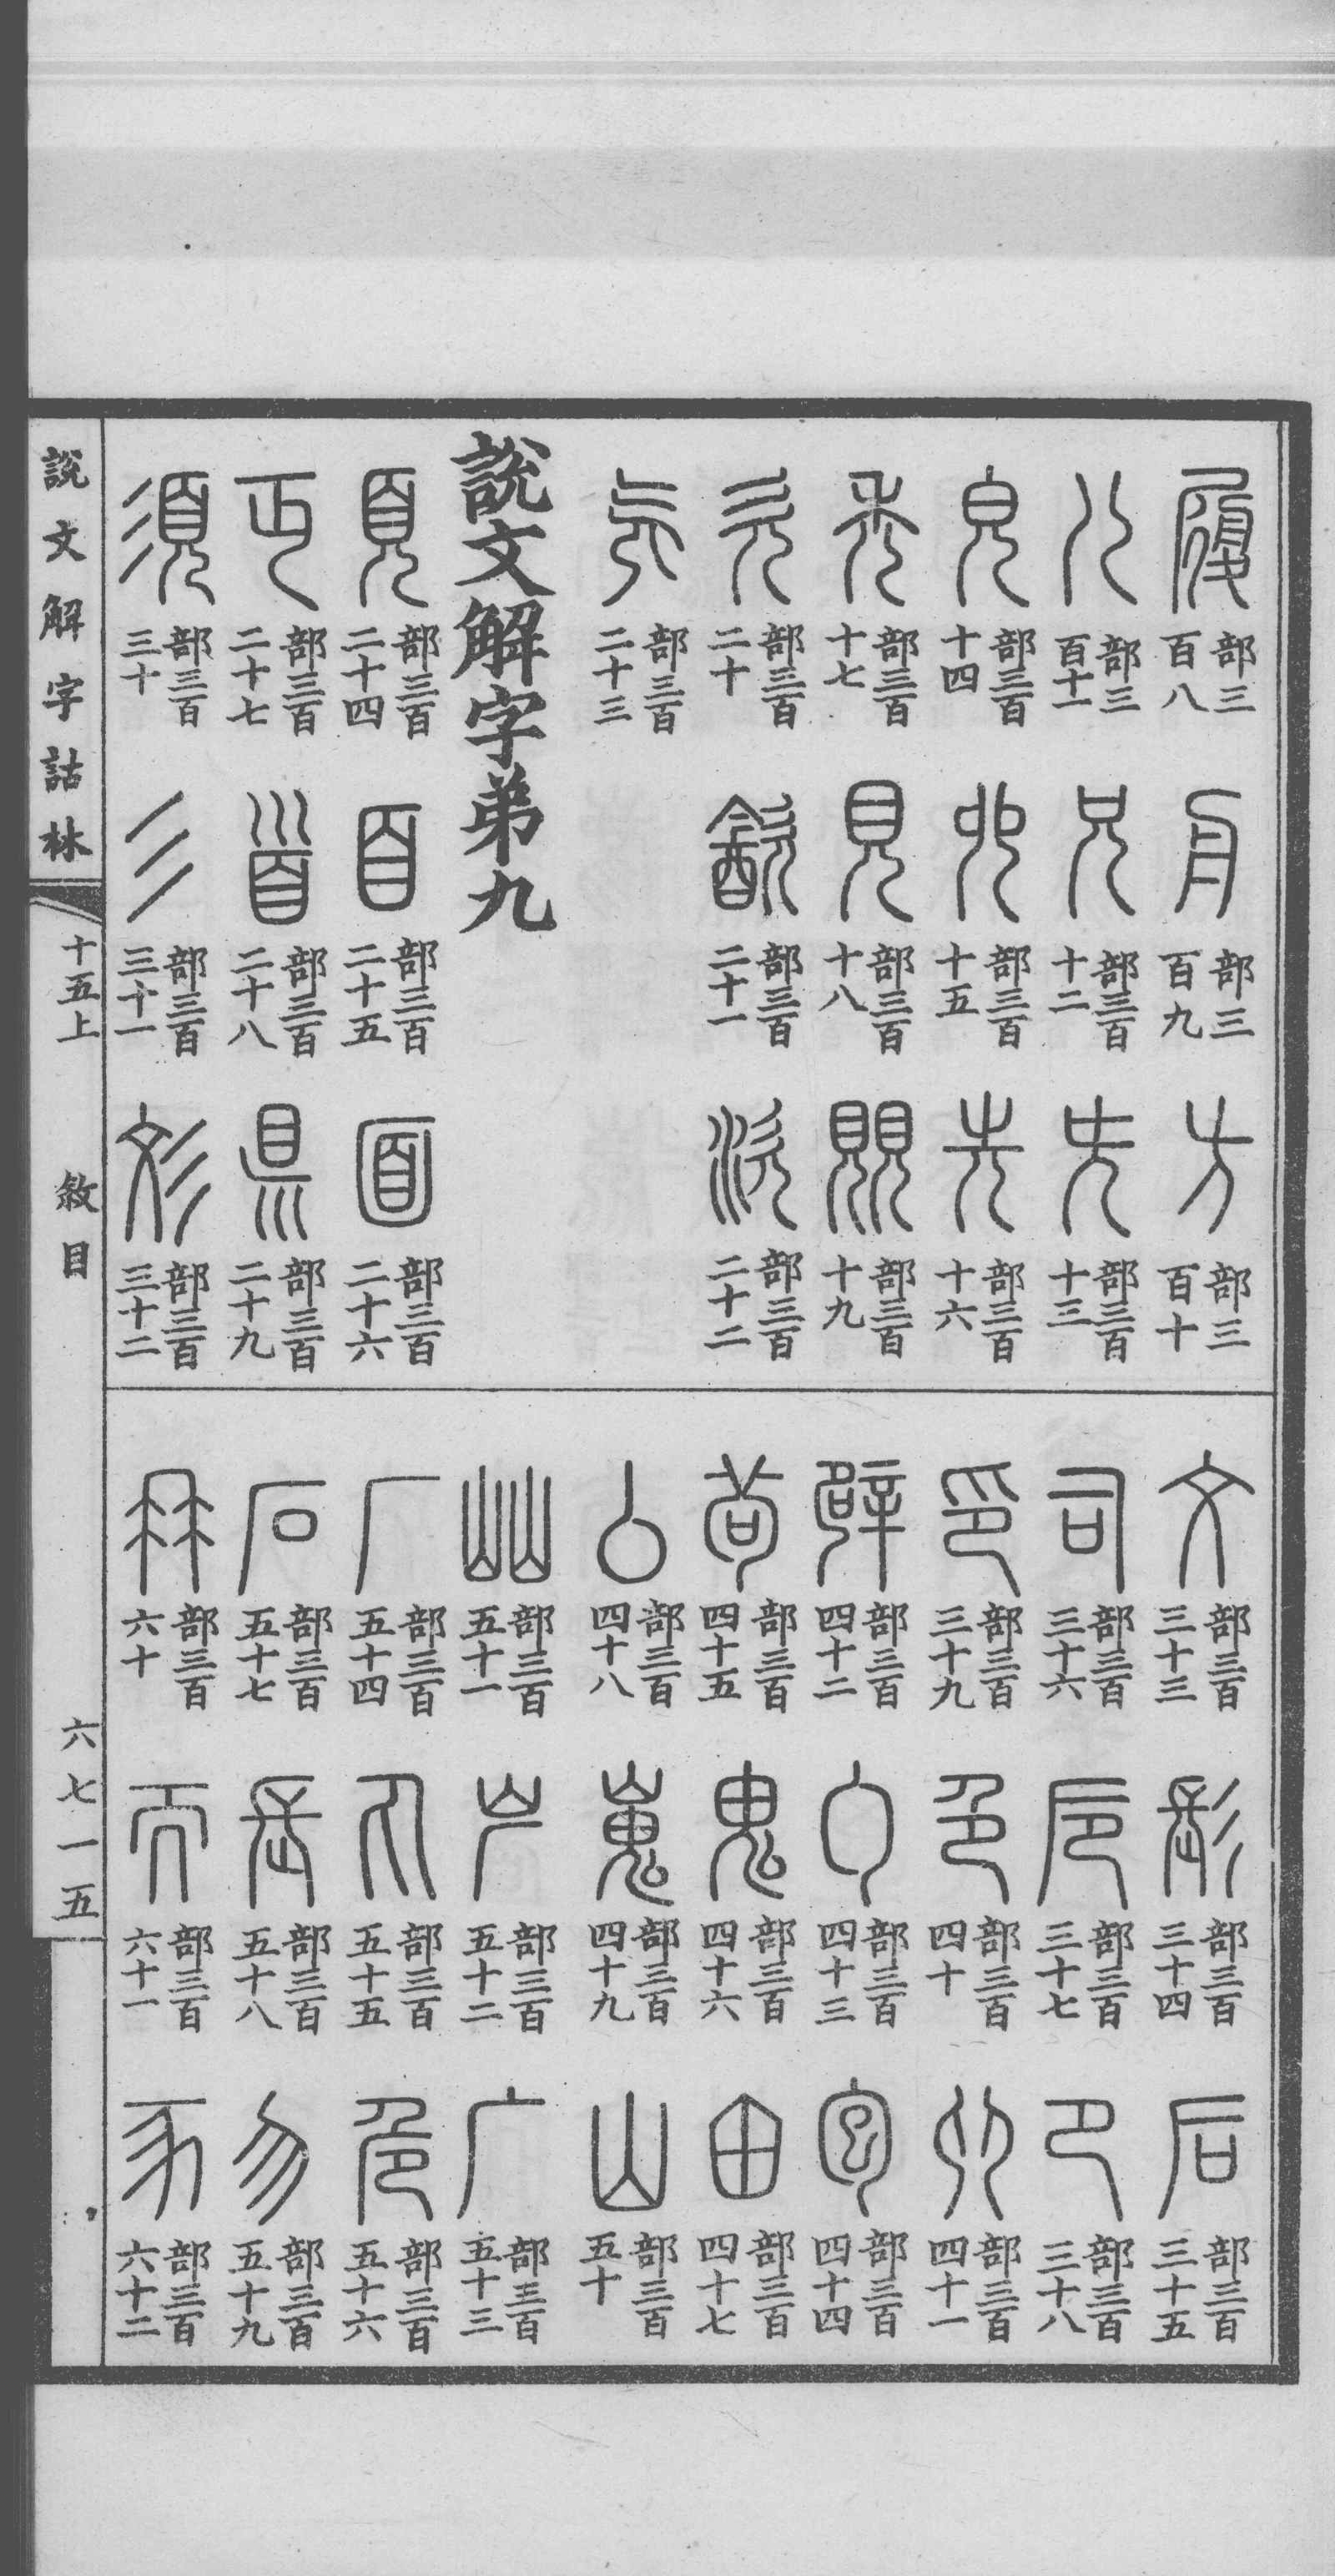 履 部三百八 舟 部三百九 方 部三百十
儿 部三百十一 兄 部三百十二 兂 部三百十三
皃 部三百十四 𠑹 部三百十五 先 部三百十六
禿 部三百十七 見 部三百十八 覞 部三百十九
欠 部三百二十 㱃 部三百二十一 㳄 部三百二十二
旡 部三百二十三
說文解字弟九
頁 部三百二十四 𦣻 部三百二十五 面 部三百二十六
丏 部三百二十七 首 部三百二十八 県 部三百二十九
須 部三百三十 彡 部三百三十一 彣 部三百三十二
文 部三百三十三 髟 部三百三十四 后 部三百三十五
司 部三百三十六 卮 部三百三十七 卪 部三百三十八
印 部三百三十九 色 部三百四十 𠨍 部三百四十一
辟 部三百四十二 勹 部三百四十三 包 部三百四十四
茍 部三百四十五 鬼 部三百四十六 甶 部三百四十七
厶 部三百四十八 嵬 部三百四十九 山 部三百五十
屾 部三百五十一 屵 部三百五十二 广 部三百五十三
厂 部三百五十四 丸 部三百五十五 危 部三百五十六
石 部三百五十七 長 部三百五十八 勿 部三百五十九
冄 部三百六十 而 部三百六十一 豕 部三百六十二
說文解字詁林 十五上 敘目 六七一五